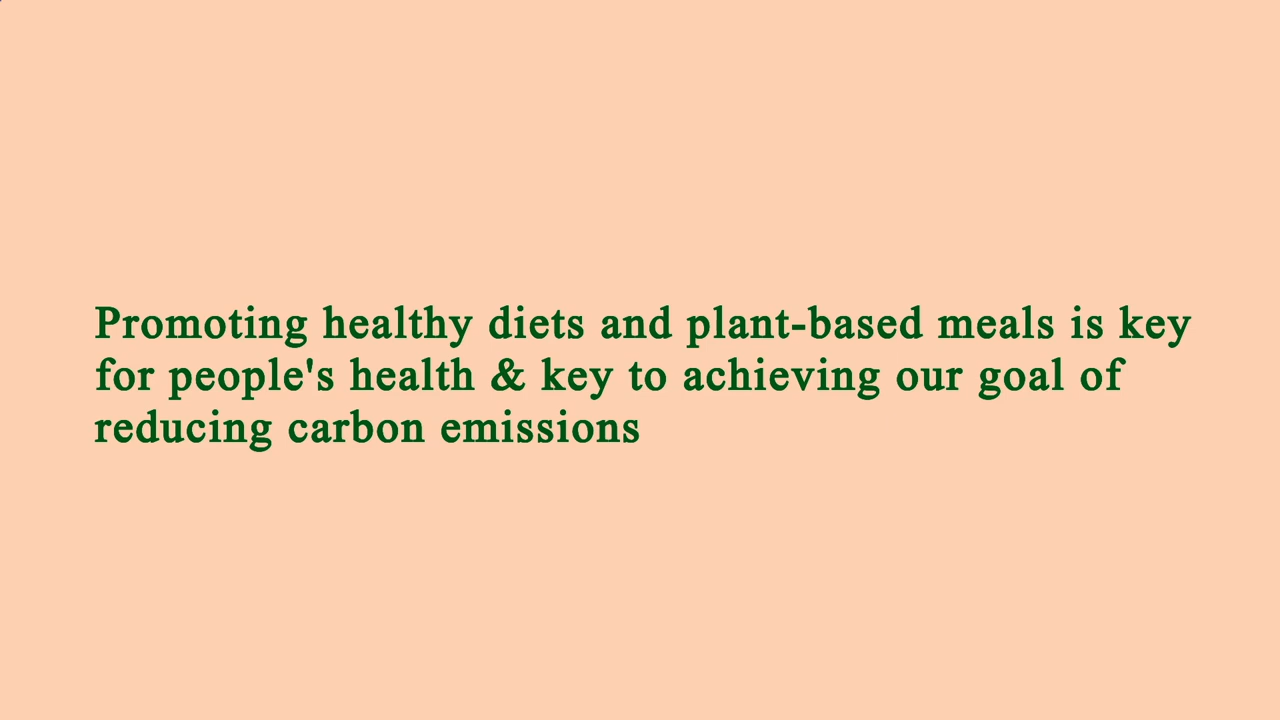 Promoting healthy diets and plant-based meals is key
for people's health & key to achieving our goal of
reducing carbon emissions